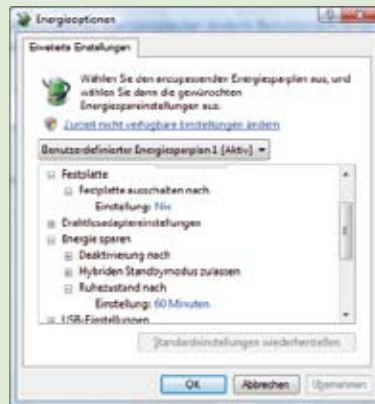 Energieoptionen
Erweiterte Einstellungen
Wählen Sie den anzupassenden Energiesparplan aus, und
wählen Sie dann die gewünschten
Energiespareinstellungen aus.
Zurzeit nicht verfügbare Einstellungen ändern
Benutzerdefinierter Energiesparplan 1 [Aktiv]
Festplatte
Festplatte ausschalten nach
Einstellung: Nie
Drahtlosadaptereinstellungen
Energie sparen
Deaktivierung nach
Hybriden Standbymodus zulassen
Ruhezustand nach
Einstellung: 60 Minuten
USB-Einstellungen
Standardeinstellungen wiederherstellen
OK Abbrechen Übernehmen